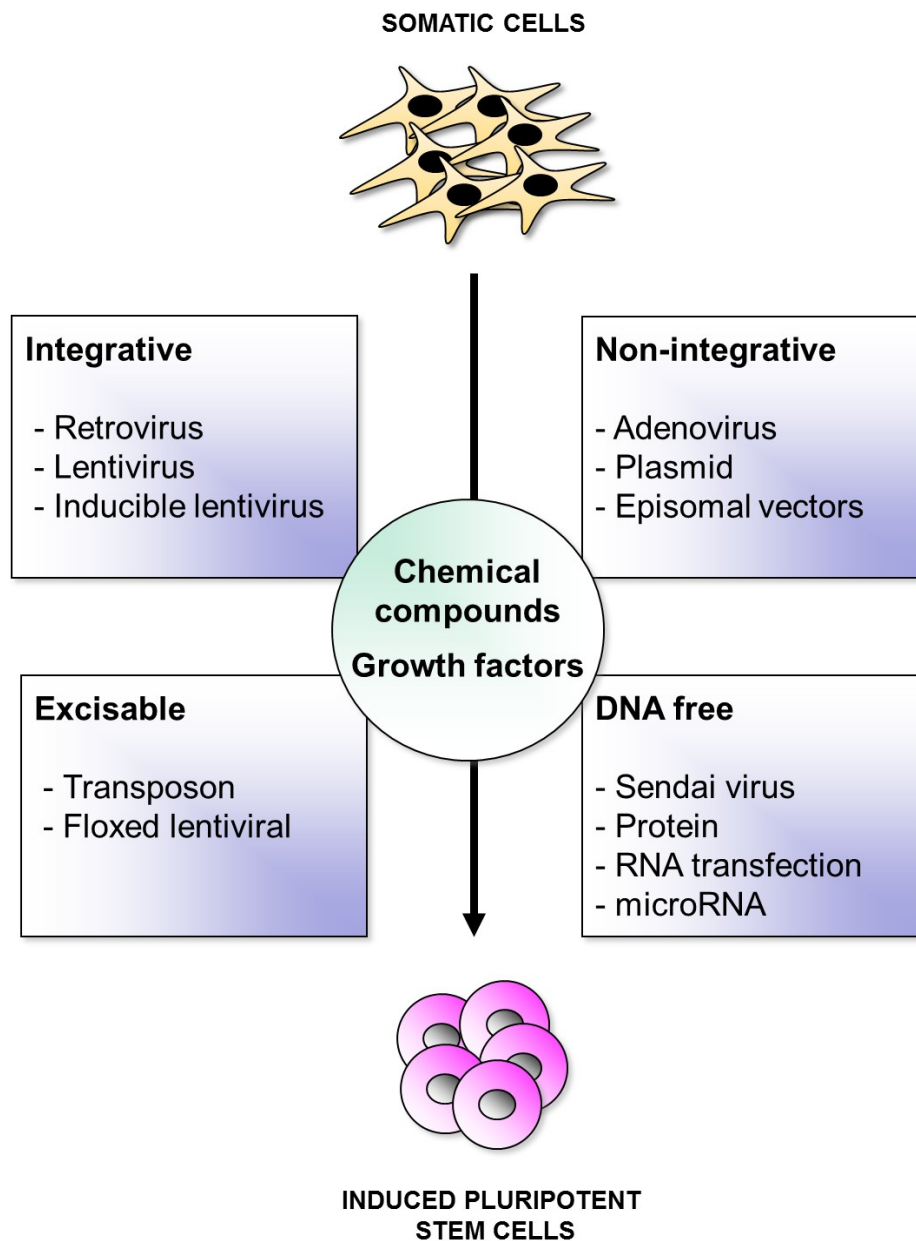 SOMATIC CELLS
Integrative
- Retrovirus
- Lentivirus
- Inducible lentivirus
Non-integrative
- Adenovirus
- Plasmid
- Episomal vectors
Chemical
compounds
Growth factors
Excisable
- Transposon
- Floxed lentiviral
DNA free
- Sendai virus
- Protein
- RNA transfection
- microRNA
INDUCED PLURIPOTENT
STEM CELLS